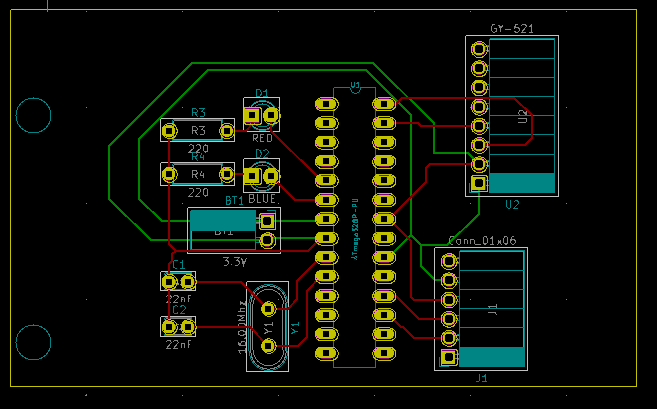 GY-521
U2
U2
D1
RED
U1
ATmega328P-PU
R3
R3
220
R4
R4
220
D2
BLUE
BT1
BT1
3.3V
C1
22nF
C2
22nF
16.00Mhz
Y1
Y1
Conn_01x06
J1
J1